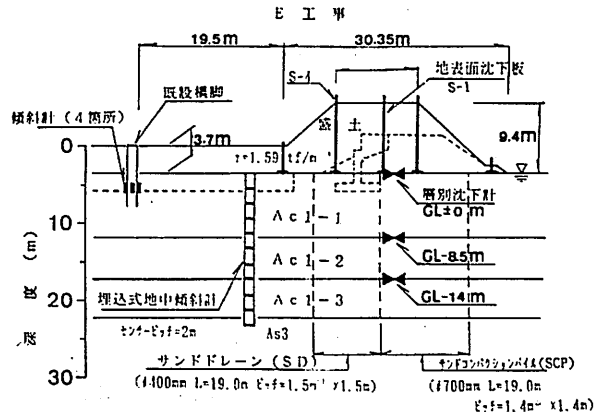 E 工事
19.5m
30.35m
S-4
地表面沈下板
S-1
既設橋脚
傾斜計(4箇所)
盛土
3.7m
9.4m
γ=1.59 tf/m
0
10
20
30
深度(m)
層別沈下計
GL±0m
Ac1-1
GL-8.5m
Ac1-2
GL-14m
Ac1-3
埋込式地中傾斜計
センサーピッチ=2m
As3
サンドドレーン(SD)
サンドコンパクションパイル(SCP)
(φ400mm L=19.0m ピッチ=1.5m×1.5m)
(φ700mm L=19.0m
ピッチ=1.4m×1.4m)